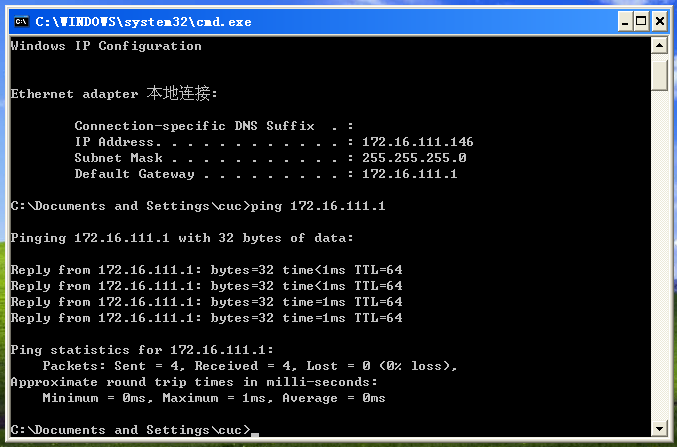 C:\WINDOWS\system32\cmd.exe
Windows IP Configuration
Ethernet adapter 本地连接:
Connection-specific DNS Suffix  . :
IP Address. . . . . . . . . . . . : 172.16.111.146
Subnet Mask . . . . . . . . . . . : 255.255.255.0
Default Gateway . . . . . . . . . : 172.16.111.1
C:\Documents and Settings\cuc>ping 172.16.111.1
Pinging 172.16.111.1 with 32 bytes of data:
Reply from 172.16.111.1: bytes=32 time<1ms TTL=64
Reply from 172.16.111.1: bytes=32 time<1ms TTL=64
Reply from 172.16.111.1: bytes=32 time=1ms TTL=64
Reply from 172.16.111.1: bytes=32 time=1ms TTL=64
Ping statistics for 172.16.111.1:
Packets: Sent = 4, Received = 4, Lost = 0 (0% loss),
Approximate round trip times in milli-seconds:
Minimum = 0ms, Maximum = 1ms, Average = 0ms
C:\Documents and Settings\cuc>_